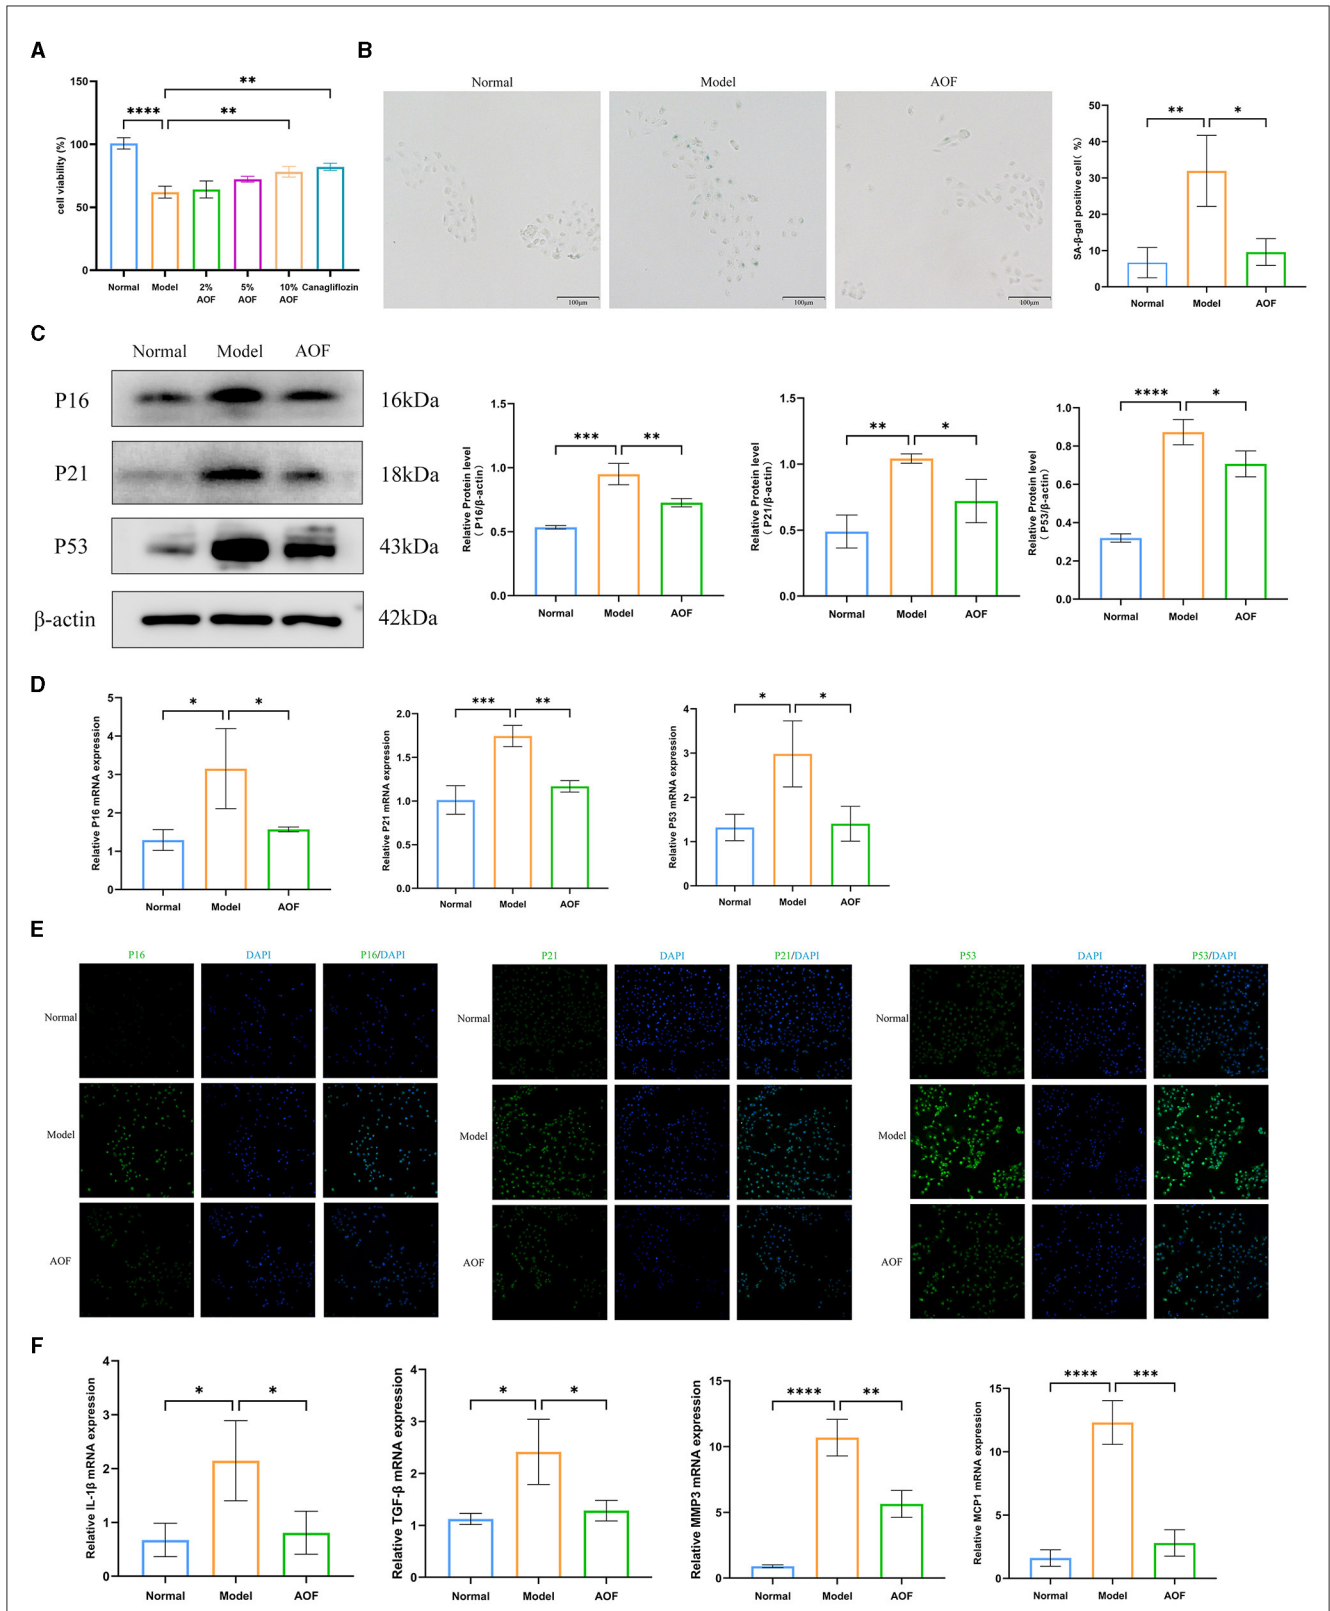 A
cell viability (%)
150
100
50
0
****
**
**
Normal
Model
2% AOF
5% AOF
10% AOF
Canagliflozin
B
Normal
Model
AOF
100μm
100μm
100μm
SA-β-gal positive cell( %)
50
40
30
20
10
0
**
*
Normal
Model
AOF
C
Normal
Model
AOF
P16
16kDa
P21
18kDa
P53
43kDa
β-actin
42kDa
Relative Protein level
( P16/β-actin)
1.5
1.0
0.5
0.0
***
**
Normal
Model
AOF
Relative Protein level
( P21/β-actin)
1.5
1.0
0.5
0.0
**
*
Normal
Model
AOF
Relative Protein level
( P53/β-actin)
1.0
0.8
0.6
0.4
0.2
0.0
****
*
Normal
Model
AOF
D
Relative P16 mRNA expression
5
4
3
2
1
0
*
*
Normal
Model
AOF
Relative P21 mRNA expression
2.0
1.5
1.0
0.5
0.0
***
**
Normal
Model
AOF
Relative P53 mRNA expression
4
3
2
1
0
*
*
Normal
Model
AOF
E
P16
DAPI
P16/DAPI
Normal
Model
AOF
P21
DAPI
P21/DAPI
Normal
Model
AOF
P53
DAPI
P53/DAPI
Normal
Model
AOF
F
Relative IL-1β mRNA expression
4
3
2
1
0
*
*
Normal
Model
AOF
Relative TGF-β mRNA expression
4
3
2
1
0
*
*
Normal
Model
AOF
Relative MMP3 mRNA expression
15
10
5
0
****
**
Normal
Model
AOF
Relative MCP1 mRNA expression
15
10
5
0
****
***
Normal
Model
AOF